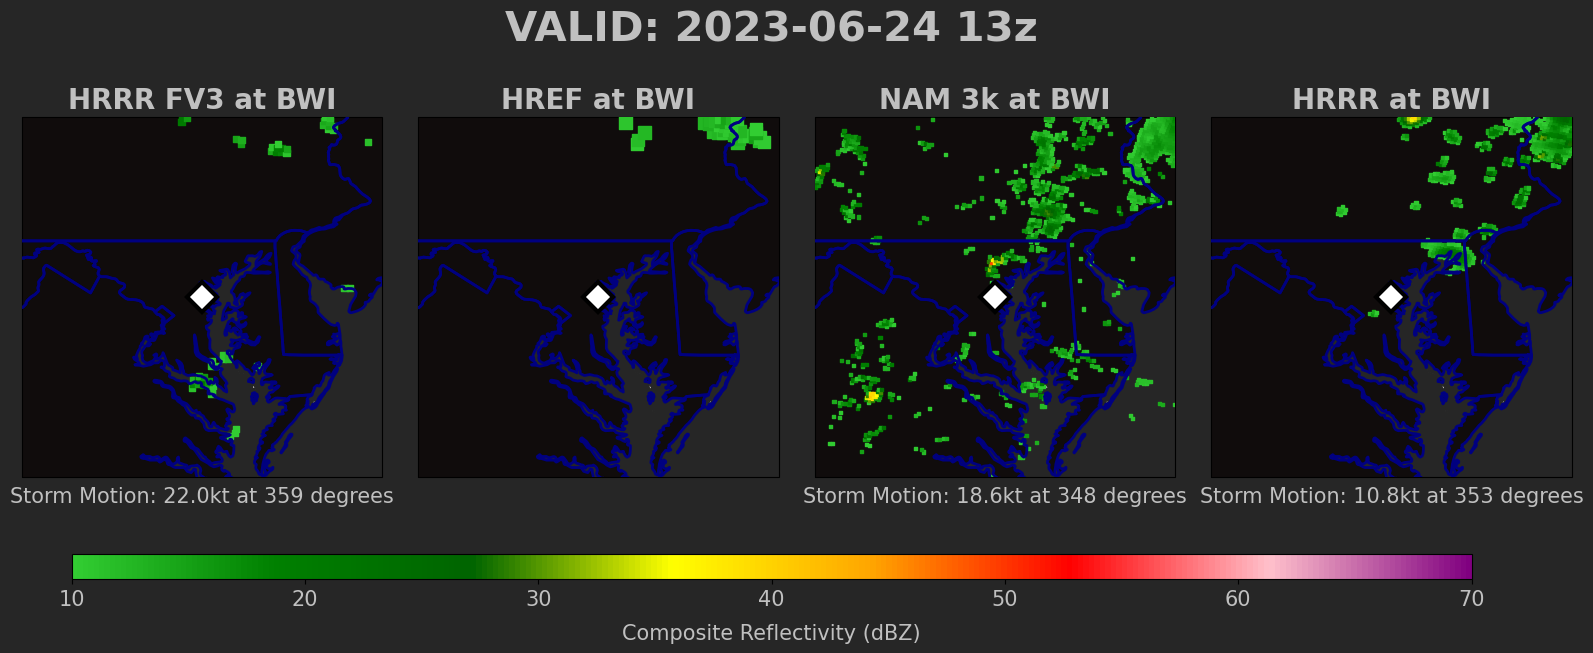 VALID: 2023-06-24 13z
HRRR FV3 at BWI
HREF at BWI
NAM 3k at BWI
HRRR at BWI
Storm Motion: 22.0kt at 359 degrees
Storm Motion: 18.6kt at 348 degrees
Storm Motion: 10.8kt at 353 degrees
10 20 30 40 50 60 70
Composite Reflectivity (dBZ)